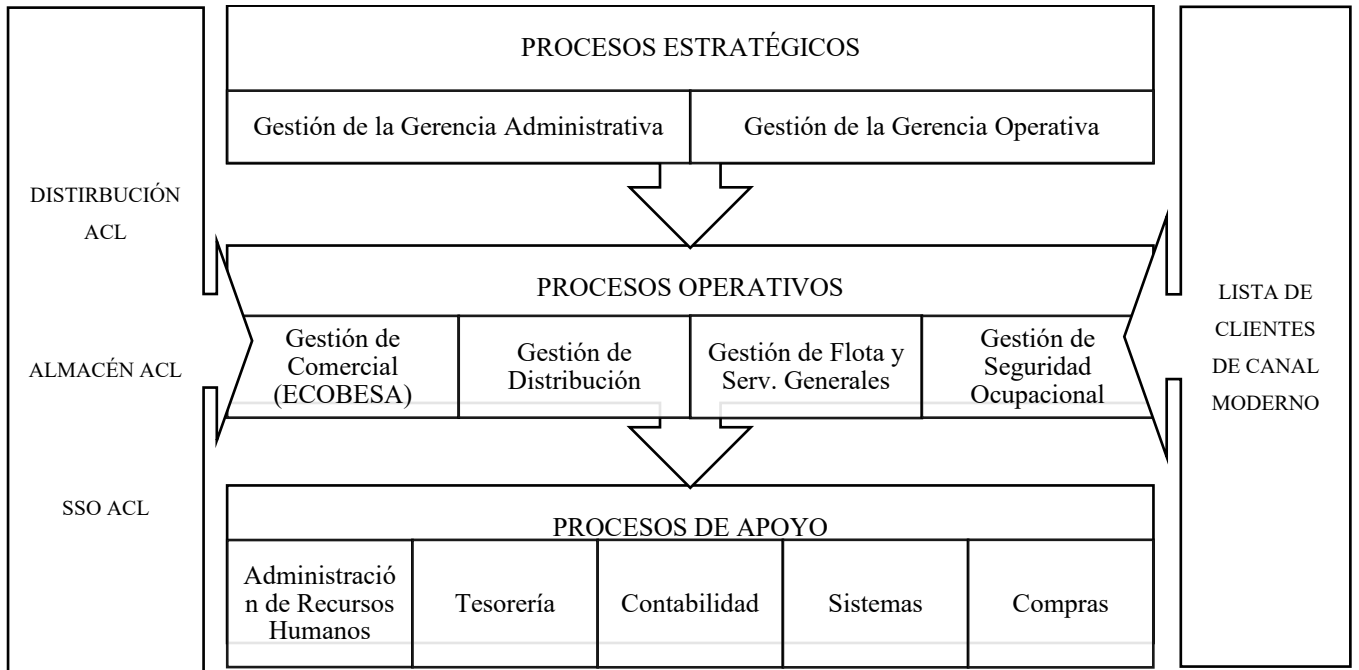 PROCESOS ESTRATÉGICOS
Gestión de la Gerencia Administrativa
Gestión de la Gerencia Operativa
DISTIRBUCIÓN
ACL
ALMACÉN ACL
SSO ACL
PROCESOS OPERATIVOS
Gestión de
Comercial
(ECOBESA)
Gestión de
Distribución
Gestión de Flota y
Serv. Generales
Gestión de
Seguridad
Ocupacional
LISTA DE
CLIENTES
DE CANAL
MODERNO
PROCESOS DE APOYO
Administració
n de Recursos
Humanos
Tesorería
Contabilidad
Sistemas
Compras